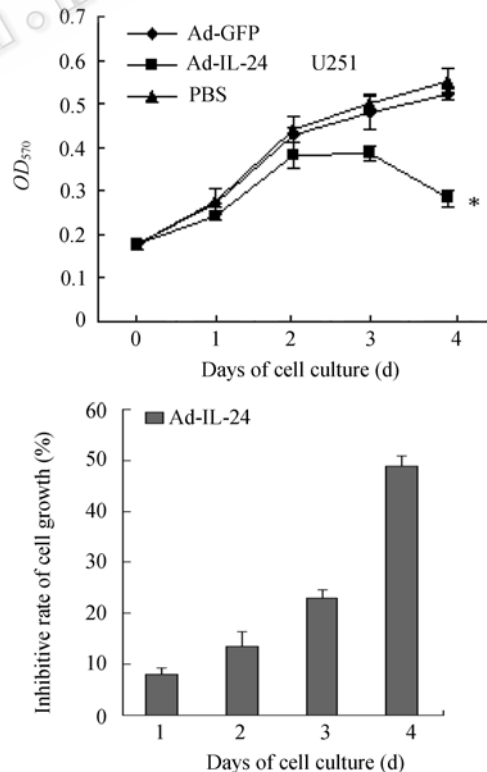 0.7
Ad-GFP
0.6
Ad-IL-24
U251
PBS
0.5
OD570
0.4
0.3
*
0.2
0.1
0
0 1 2 3 4
Days of cell culture (d)
60
Ad-IL-24
50
40
Inhibitive rate of cell growth (%)
30
20
10
0
1 2 3 4
Days of cell culture (d)